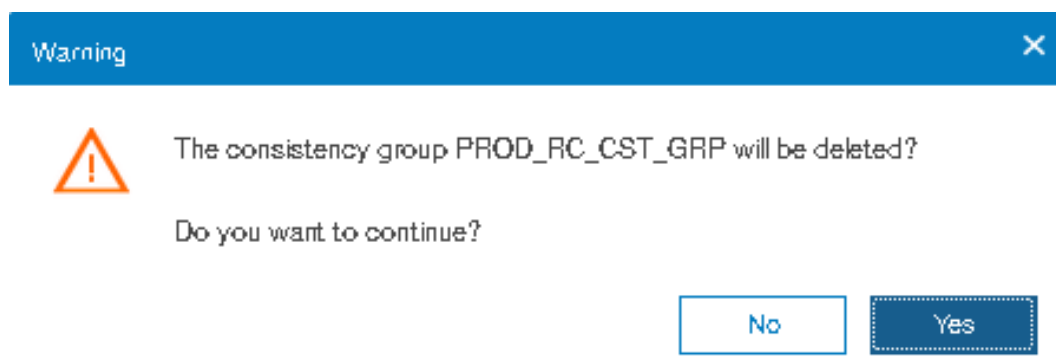 Warning
The consistency group PROD_RC_CST_GRP will be deleted?
Do you want to continue?
No Yes